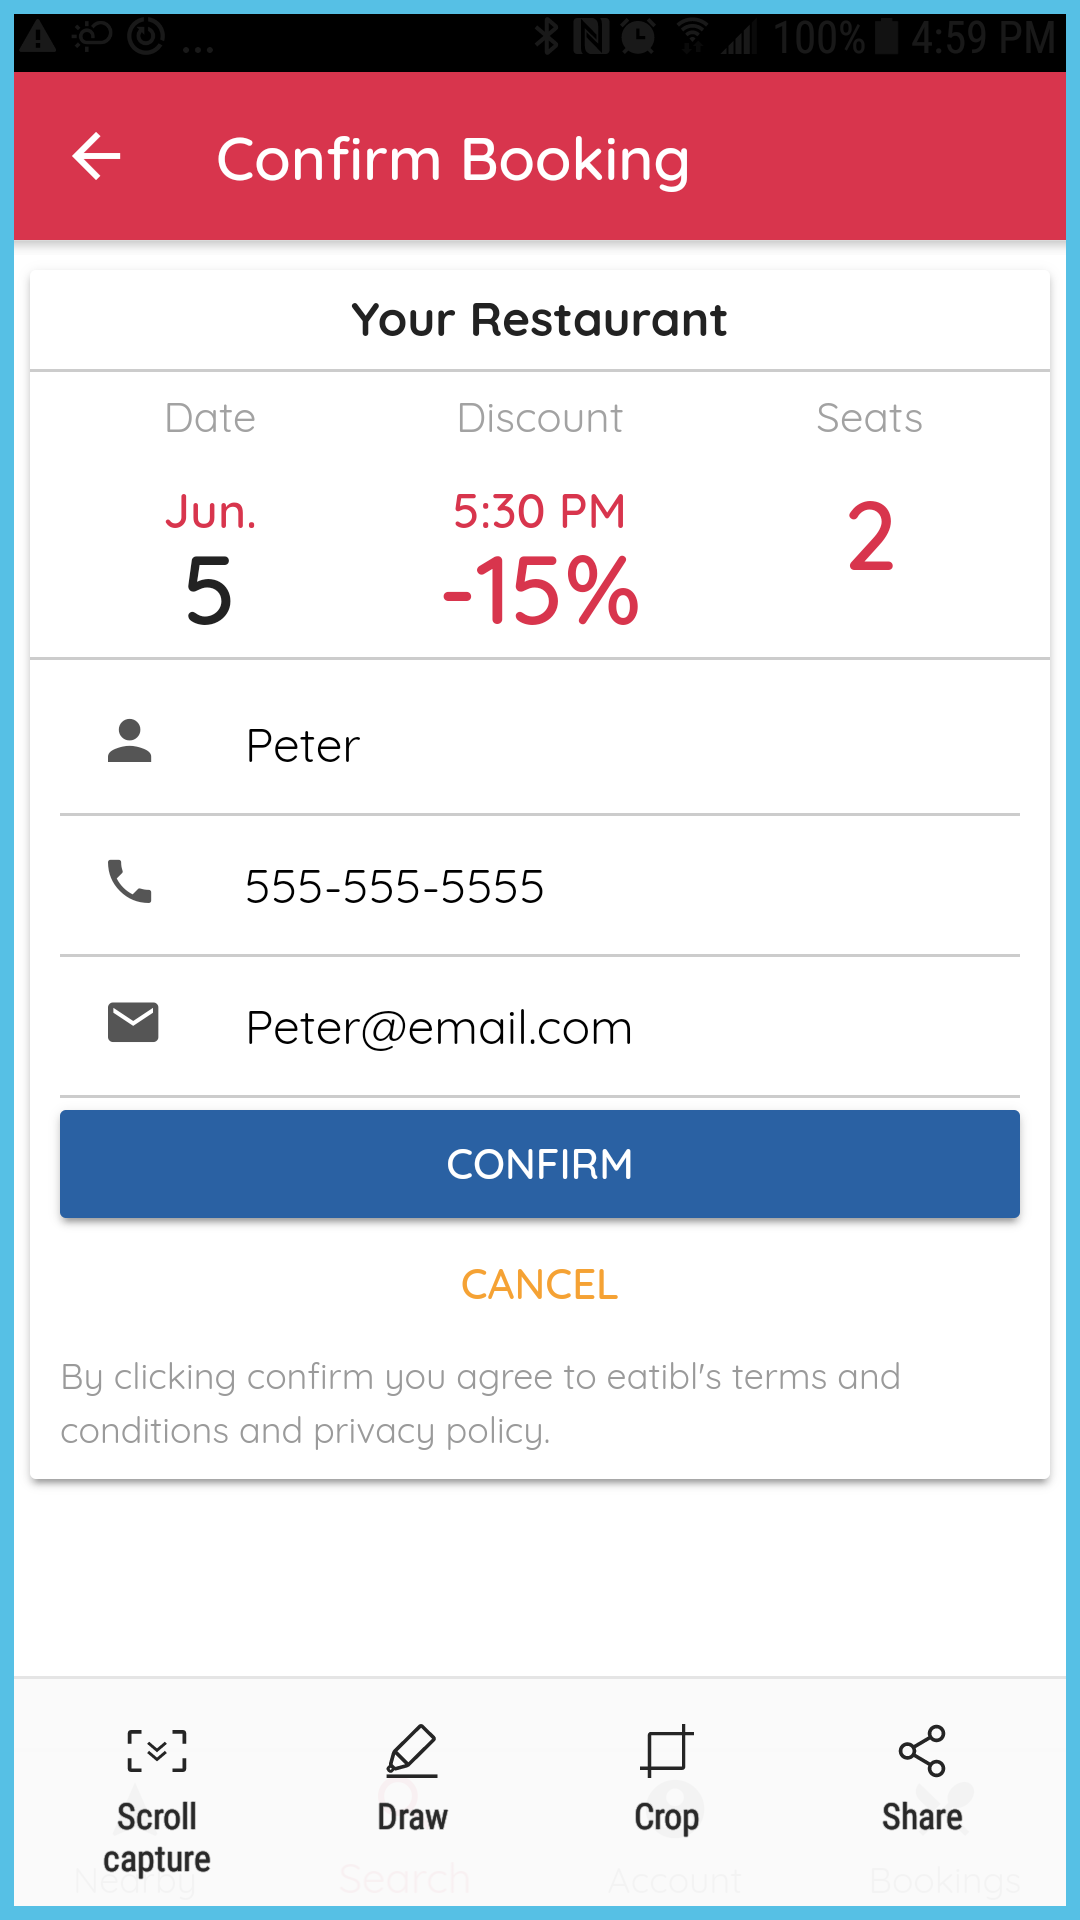 ... 100% 4:59 PM
Confirm Booking
Your Restaurant
Date Discount Seats
Jun. 5:30 PM 2
5 -15%
Peter
555-555-5555
Peter@email.com
CONFIRM
CANCEL
By clicking confirm you agree to eatibl's terms and
conditions and privacy policy.
Scroll capture Draw Crop Share
Nearby Search Account Bookings